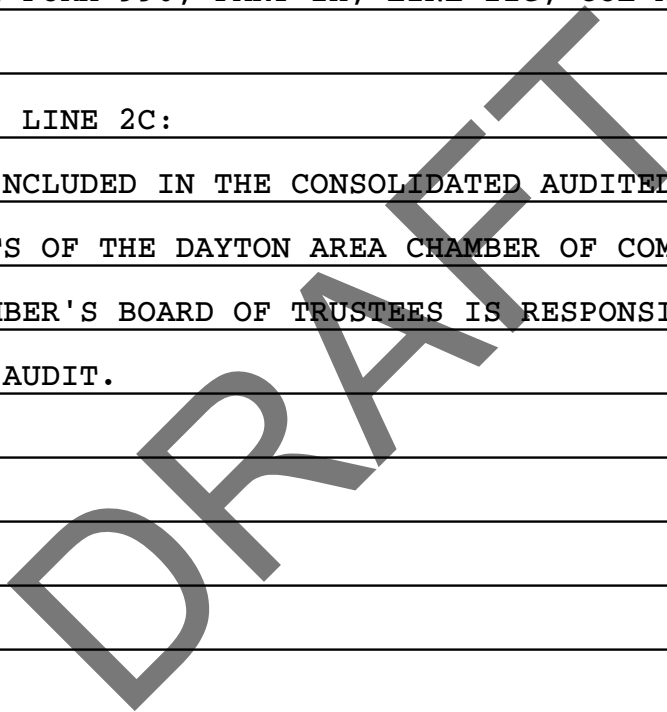 LINE 2C:
NCLUDED IN THE CONSOLIDATED AUDITED
'S OF THE DAYTON AREA CHAMBER OF COM
MBER'S BOARD OF TRUSTEES IS RESPONSI
AUDIT.
DRAFT